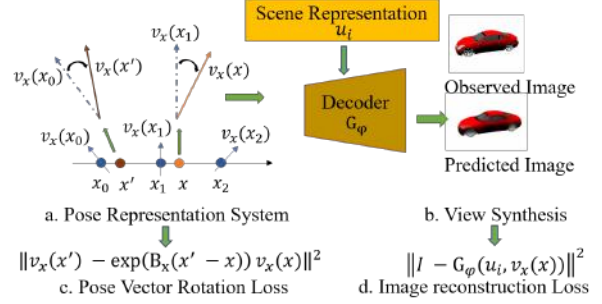 v_x(x_0)
v_x(x')
v_x(x_1)
v_x(x)
v_x(x_0)
v_x(x_1)
v_x(x_2)
x_0
x'
x_1
x
x_2
a. Pose Representation System
‖v_x(x') − exp(B_x(x' − x)) v_x(x)‖²
c. Pose Vector Rotation Loss
Scene Representation
u_i
Decoder
G_φ
Observed Image
Predicted Image
b. View Synthesis
‖I − G_φ(u_i, v_x(x))‖²
d. Image reconstruction Loss